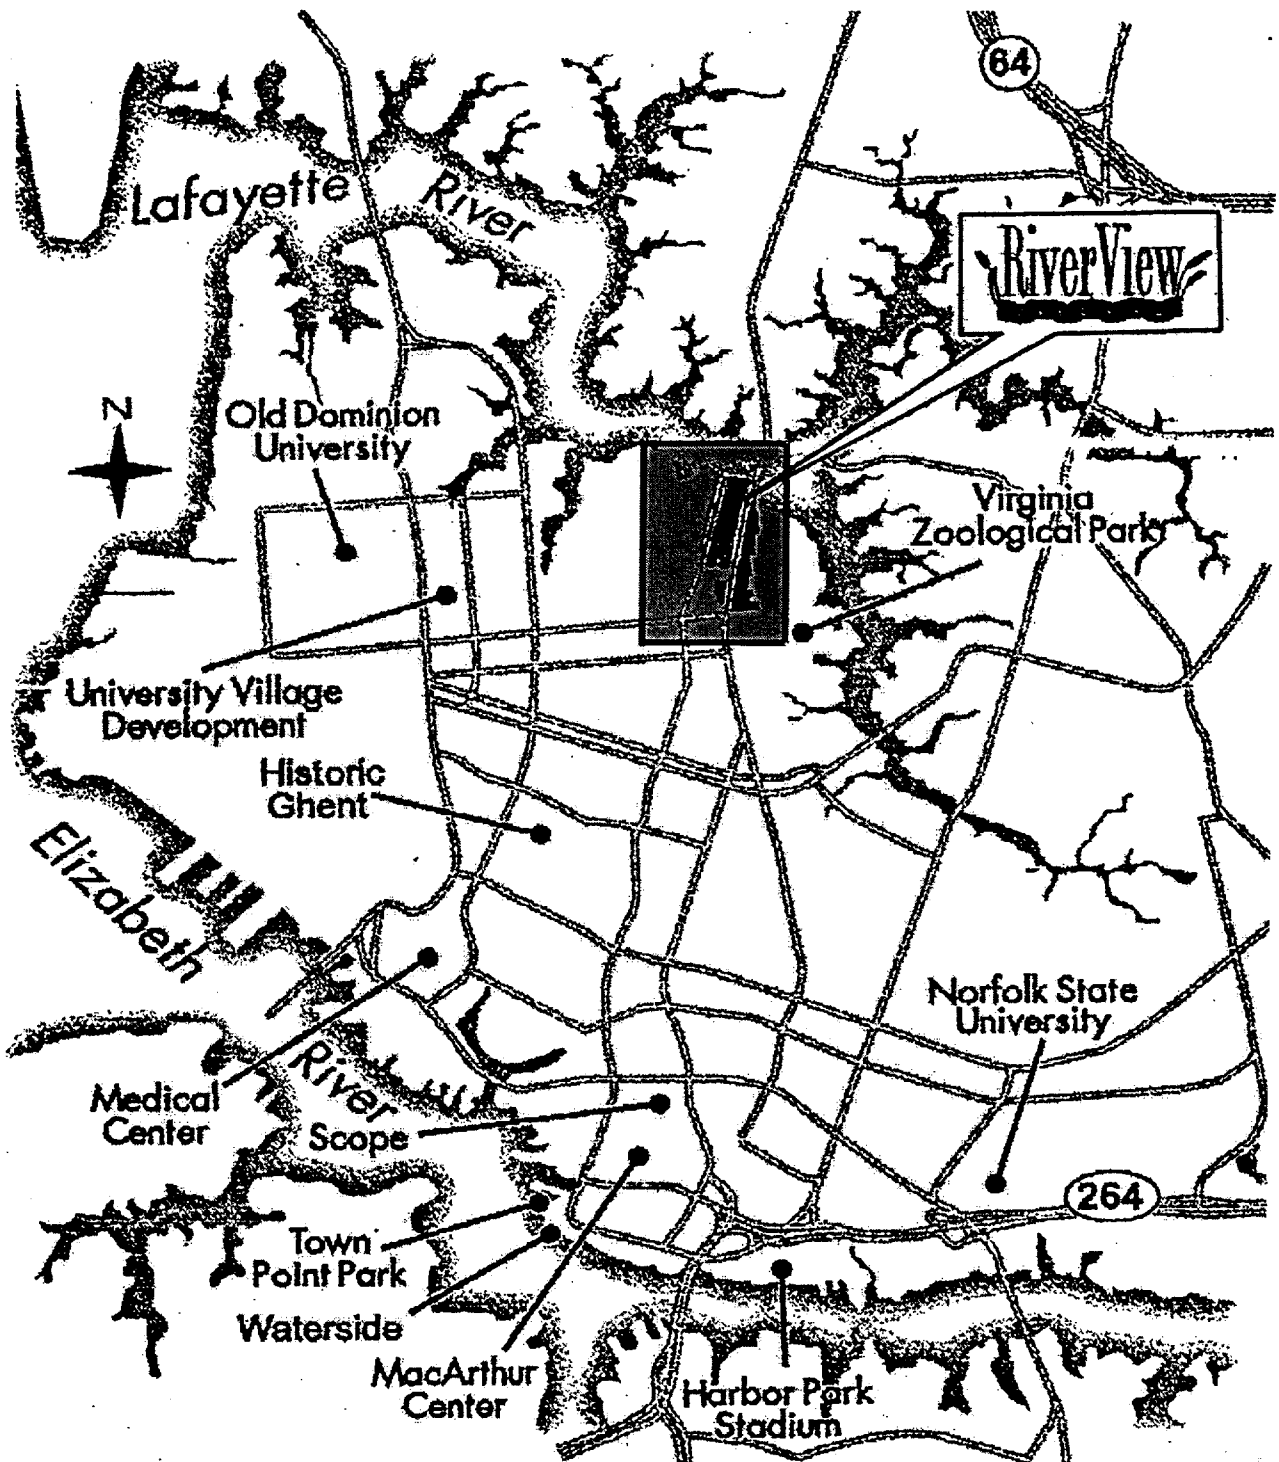 64
Lafayette River
RiverView
N
Old Dominion
University
Virginia
Zoological Park
University Village
Development
Historic
Ghent
Elizabeth
River
Norfolk State
University
Medical
Center
Scope
264
Town
Point Park
Waterside
MacArthur
Center
Harbor Park
Stadium